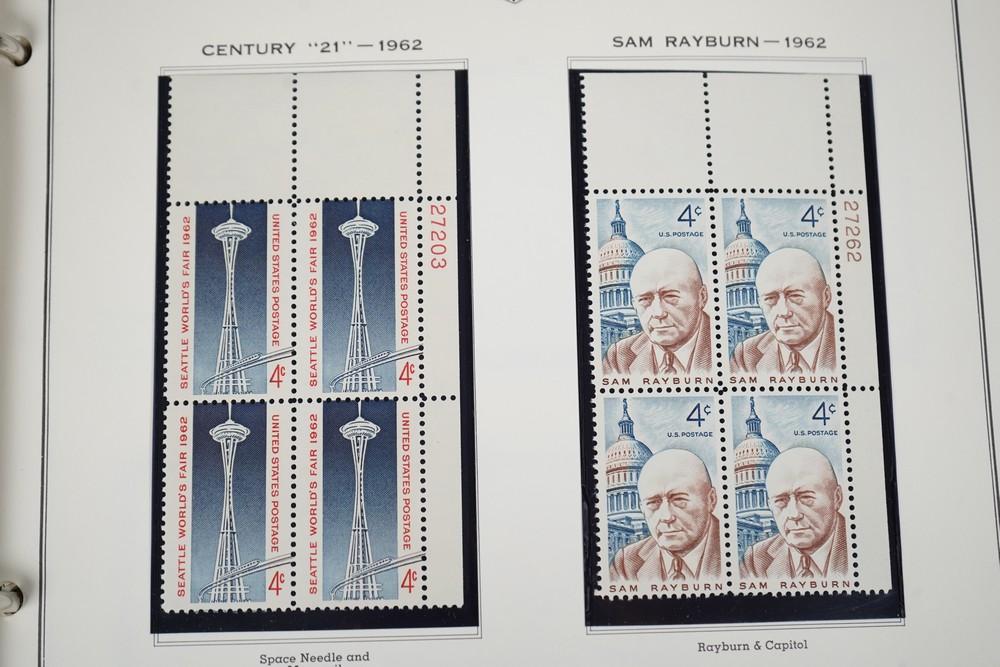 CENTURY "21" — 1962
SEATTLE WORLD'S FAIR 1962
UNITED STATES POSTAGE
4¢
SEATTLE WORLD'S FAIR 1962
UNITED STATES POSTAGE
4¢
27203
SEATTLE WORLD'S FAIR 1962
UNITED STATES POSTAGE
4¢
SEATTLE WORLD'S FAIR 1962
UNITED STATES POSTAGE
4¢
Space Needle and
SAM RAYBURN — 1962
4¢
U.S. POSTAGE
SAM RAYBURN
4¢
U.S. POSTAGE
SAM RAYBURN
27262
4¢
U.S. POSTAGE
SAM RAYBURN
4¢
U.S. POSTAGE
SAM RAYBURN
Rayburn & Capitol